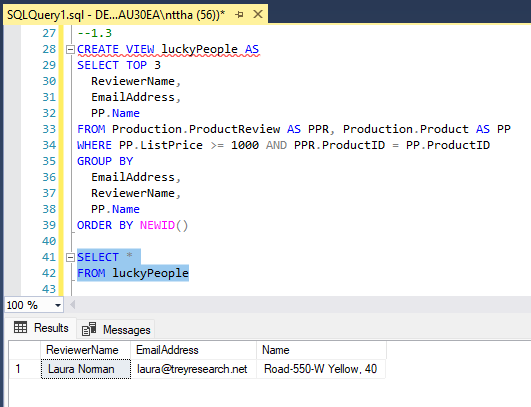 SQLQuery1.sql - DE...AU30EA\nttha (56))*
27
28
29
30
31
32
33
34
35
36
37
38
39
40
41
42
43
--1.3
CREATE VIEW luckyPeople AS
SELECT TOP 3
ReviewerName,
EmailAddress,
PP.Name
FROM Production.ProductReview AS PPR, Production.Product AS PP
WHERE PP.ListPrice >= 1000 AND PPR.ProductID = PP.ProductID
GROUP BY
EmailAddress,
ReviewerName,
PP.Name
ORDER BY NEWID()
SELECT *
FROM luckyPeople
100 %
Results
Messages
ReviewerName EmailAddress Name
1 Laura Norman laura@treyresearch.net Road-550-W Yellow, 40